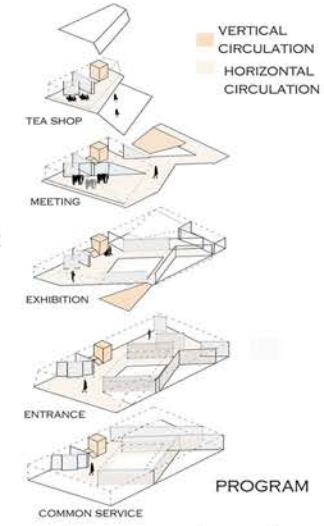 VERTICAL
CIRCULATION
HORIZONTAL
CIRCULATION
TEA SHOP
MEETING
EXHIBITION
ENTRANCE
PROGRAM
COMMON SERVICE